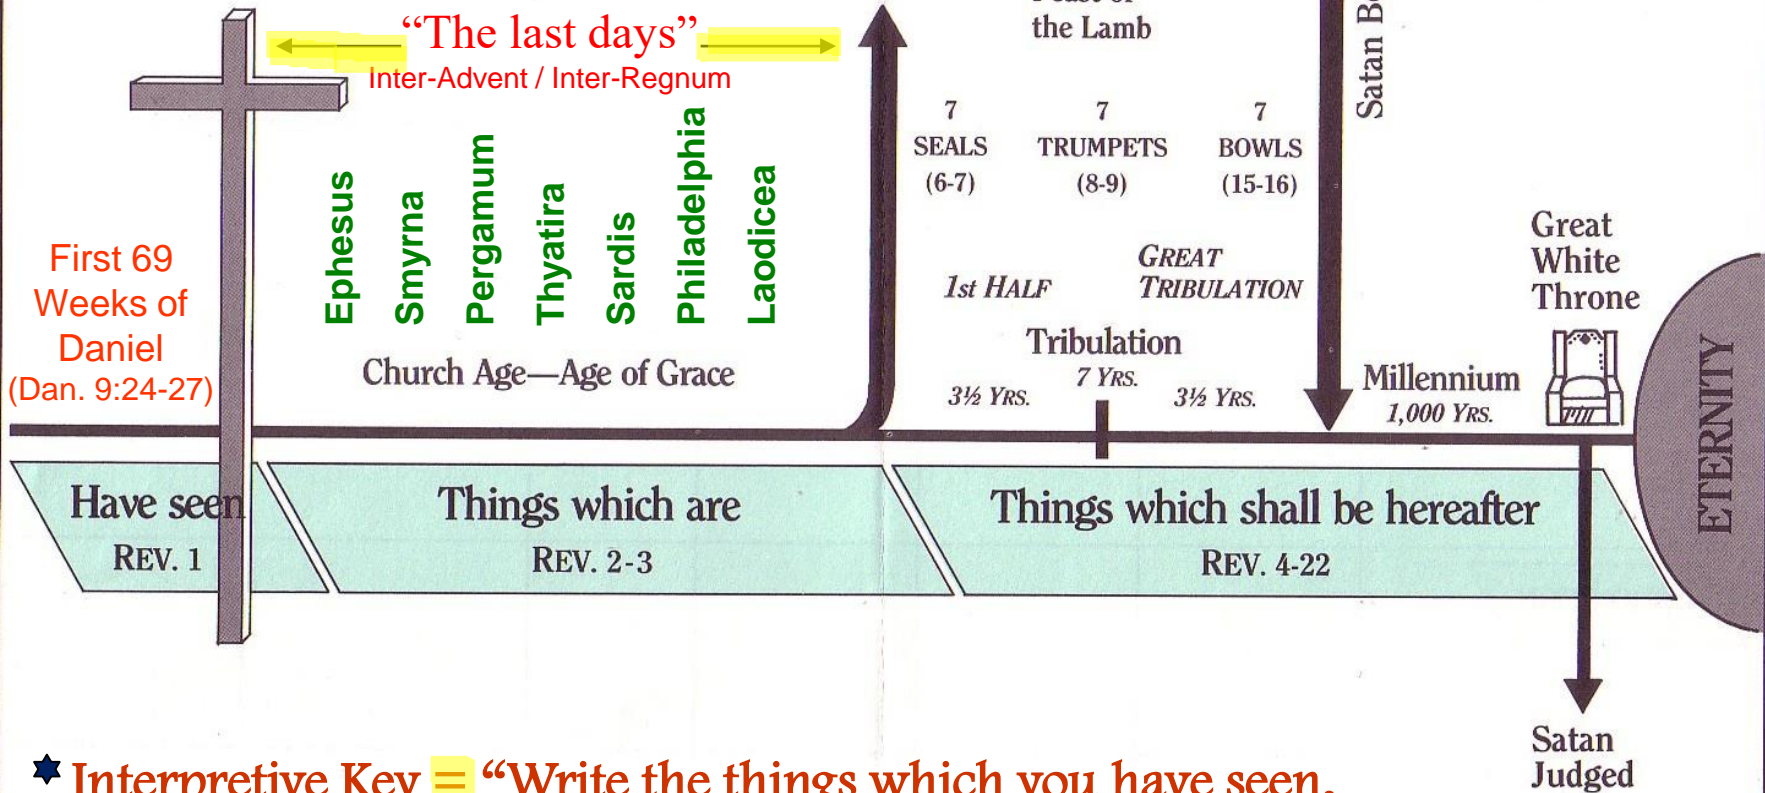 “The last days”
Inter-Advent / Inter-Regnum
the Lamb
Satan
7
SEALS
(6-7)
7
TRUMPETS
(8-9)
7
BOWLS
(15-16)
First 69
Weeks of
Daniel
(Dan. 9:24-27)
Ephesus
Smyrna
Pergamum
Thyatira
Sardis
Philadelphia
Laodicea
Church Age—Age of Grace
1st HALF
GREAT
TRIBULATION
Tribulation
7 YRS.
3½ YRS.
3½ YRS.
Millennium
1,000 YRS.
Great
White
Throne
ETERNITY
Have seen
REV. 1
Things which are
REV. 2-3
Things which shall be hereafter
REV. 4-22
Satan
Judged
Interpretive Key = “Write the things which you have seen,